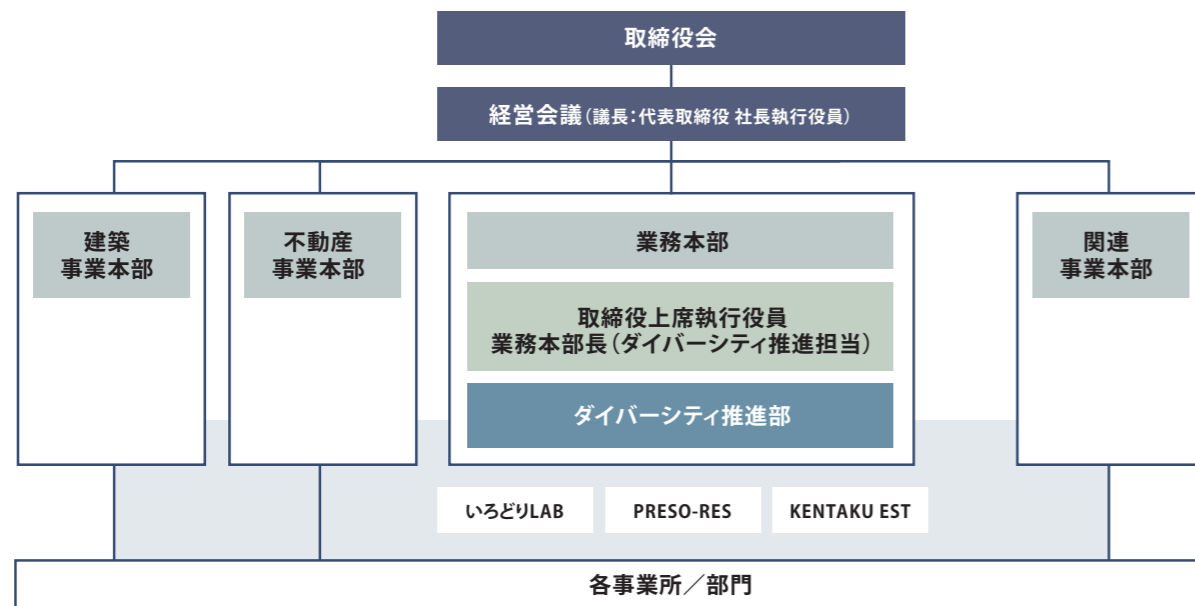 取締役会
経営会議(議長:代表取締役 社長執行役員)
建築
事業本部
不動産
事業本部
業務本部
取締役上席執行役員
業務本部長(ダイバーシティ推進担当)
ダイバーシティ推進部
関連
事業本部
いろどりLAB
PRESO-RES
KENTAKU EST
各事業所/部門